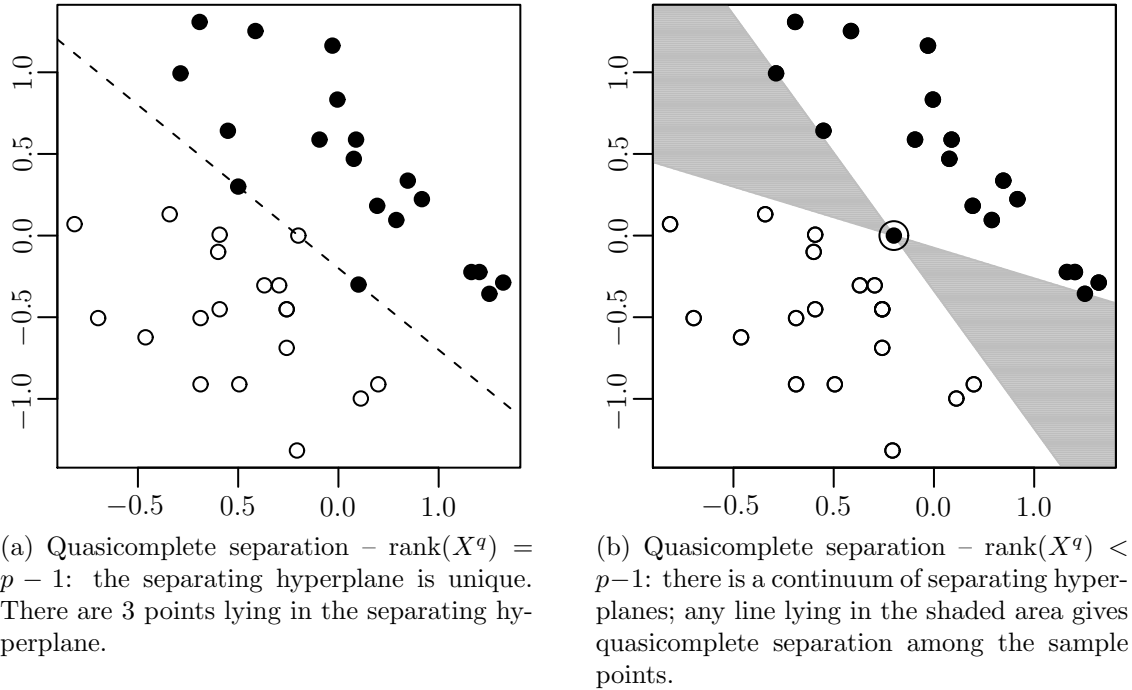 1.0
0.5
0.0
−0.5
−1.0
−0.5
0.5
0.0
1.0
(a) Quasicomplete separation – rank(X^q) =
p − 1: the separating hyperplane is unique.
There are 3 points lying in the separating hy-
perplane.
1.0
0.5
0.0
−0.5
−1.0
−0.5
0.5
0.0
1.0
(b) Quasicomplete separation – rank(X^q) <
p−1: there is a continuum of separating hyper-
planes; any line lying in the shaded area gives
quasicomplete separation among the sample
points.